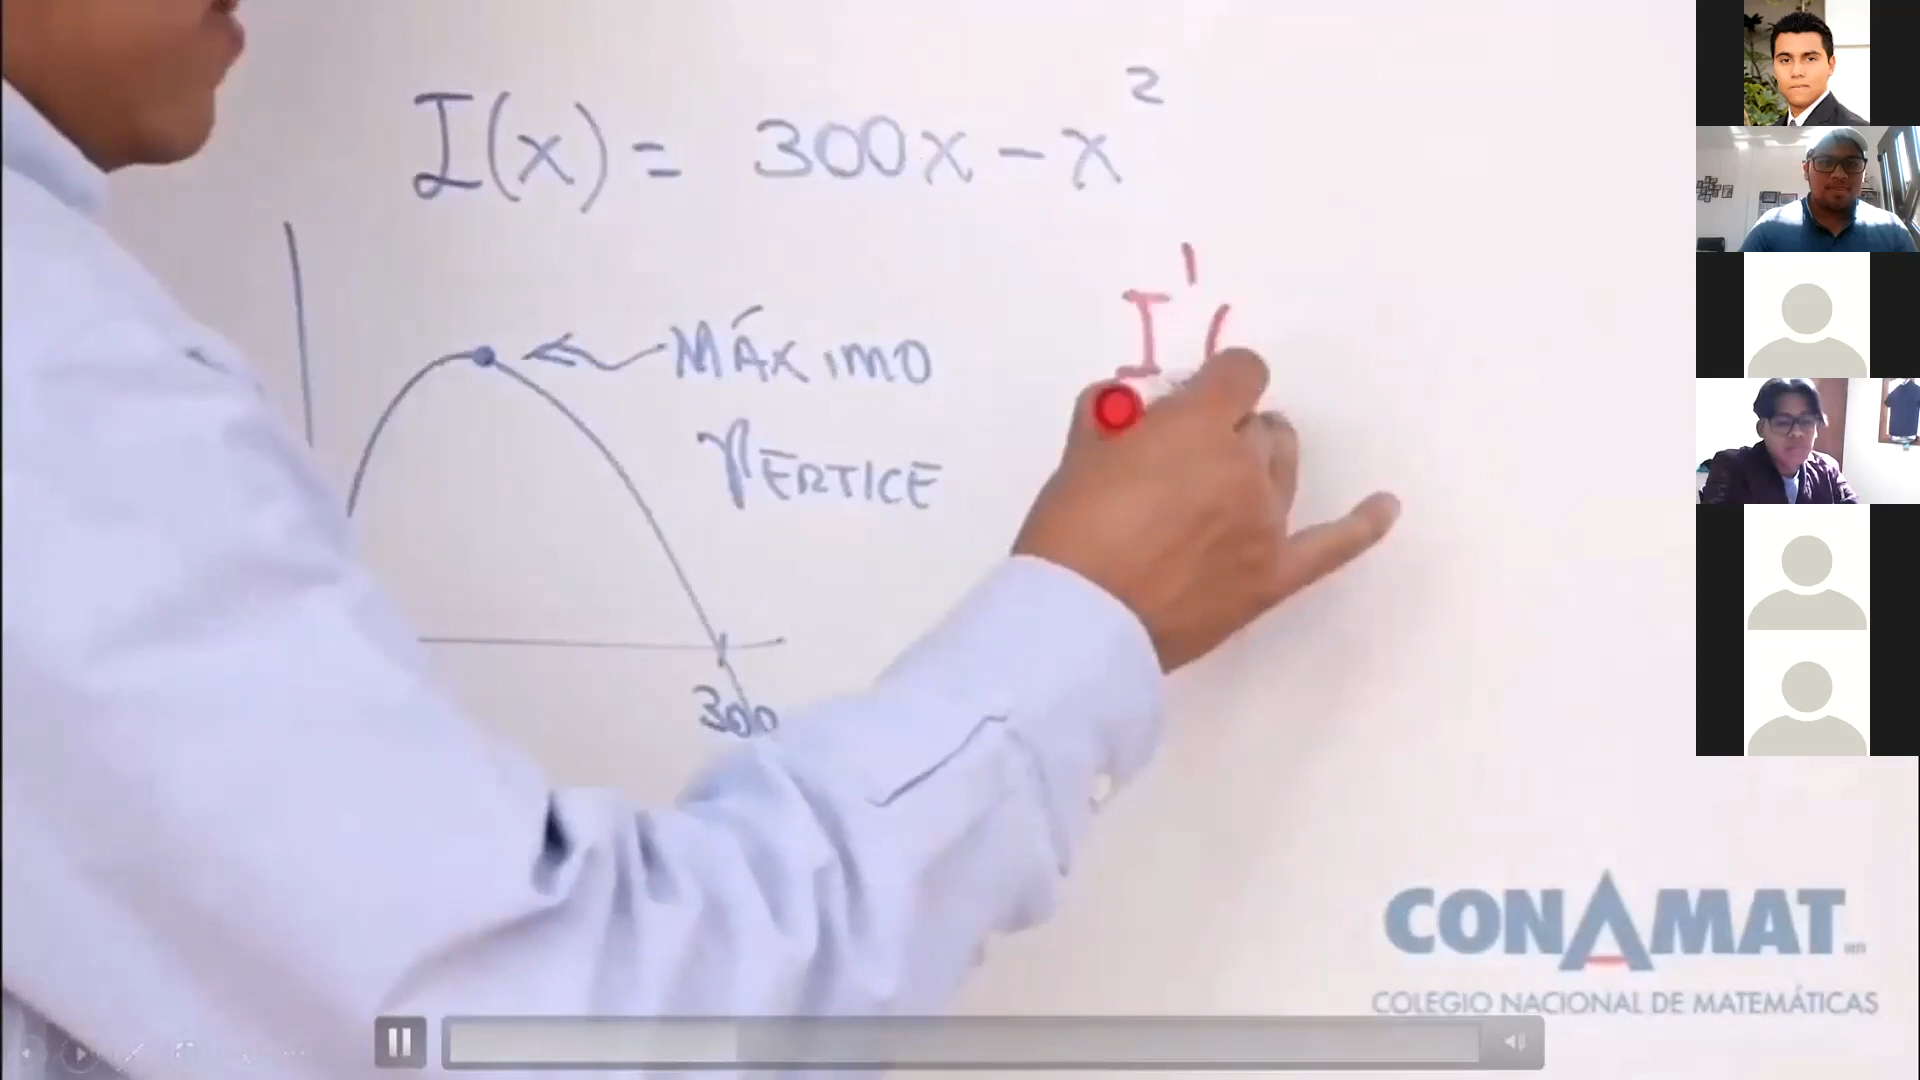 I(x) = 300x - x²
I'(
MÁXIMO
VERTICE
300
CONAMAT
COLEGIO NACIONAL DE MATEMÁTICAS